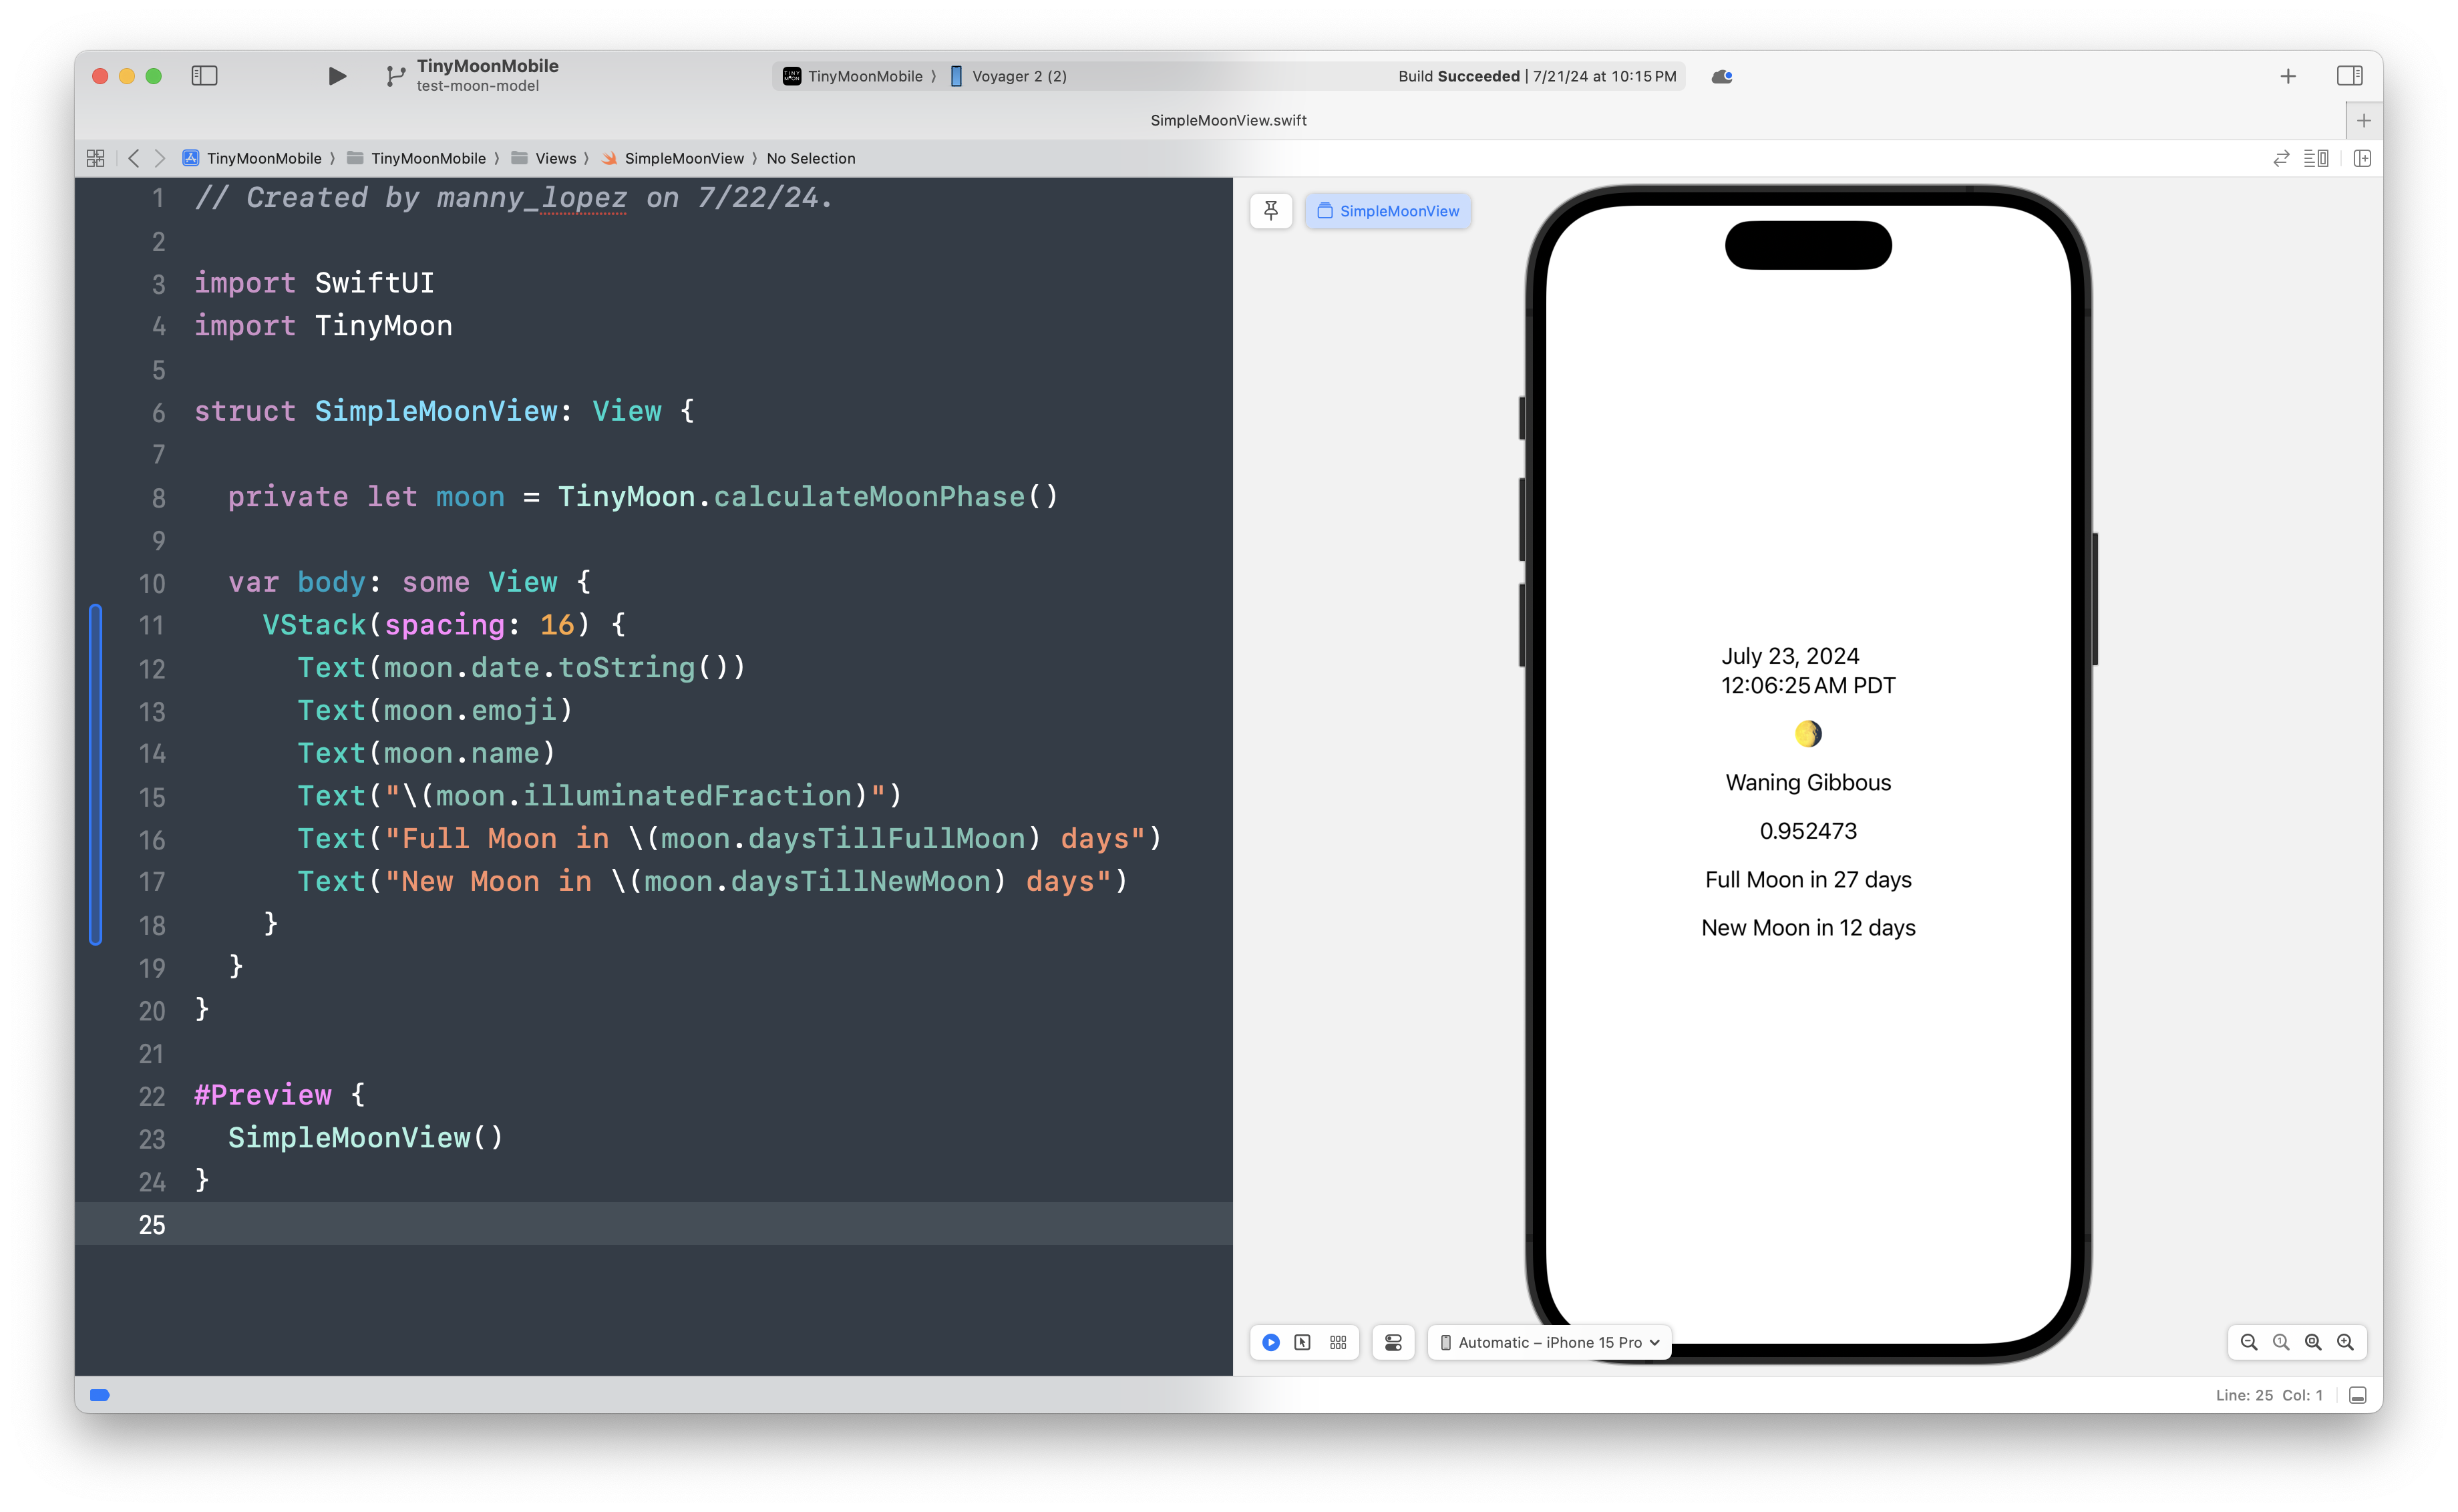 TinyMoonMobile
test-moon-model
TinyMoonMobile 〉 Voyager 2 (2)
Build Succeeded | 7/21/24 at 10:15 PM
SimpleMoonView.swift
TinyMoonMobile 〉 TinyMoonMobile 〉 Views 〉 SimpleMoonView 〉 No Selection
1 // Created by manny_lopez on 7/22/24.
2
3 import SwiftUI
4 import TinyMoon
5
6 struct SimpleMoonView: View {
7
8 private let moon = TinyMoon.calculateMoonPhase()
9
10 var body: some View {
11 VStack(spacing: 16) {
12 Text(moon.date.toString())
13 Text(moon.emoji)
14 Text(moon.name)
15 Text("\(moon.illuminatedFraction)")
16 Text("Full Moon in \(moon.daysTillFullMoon) days")
17 Text("New Moon in \(moon.daysTillNewMoon) days")
18 }
19 }
20 }
21
22 #Preview {
23 SimpleMoonView()
24 }
25
SimpleMoonView
July 23, 2024
12:06:25 AM PDT
🌖
Waning Gibbous
0.952473
Full Moon in 27 days
New Moon in 12 days
Automatic – iPhone 15 Pro
Line: 25 Col: 1